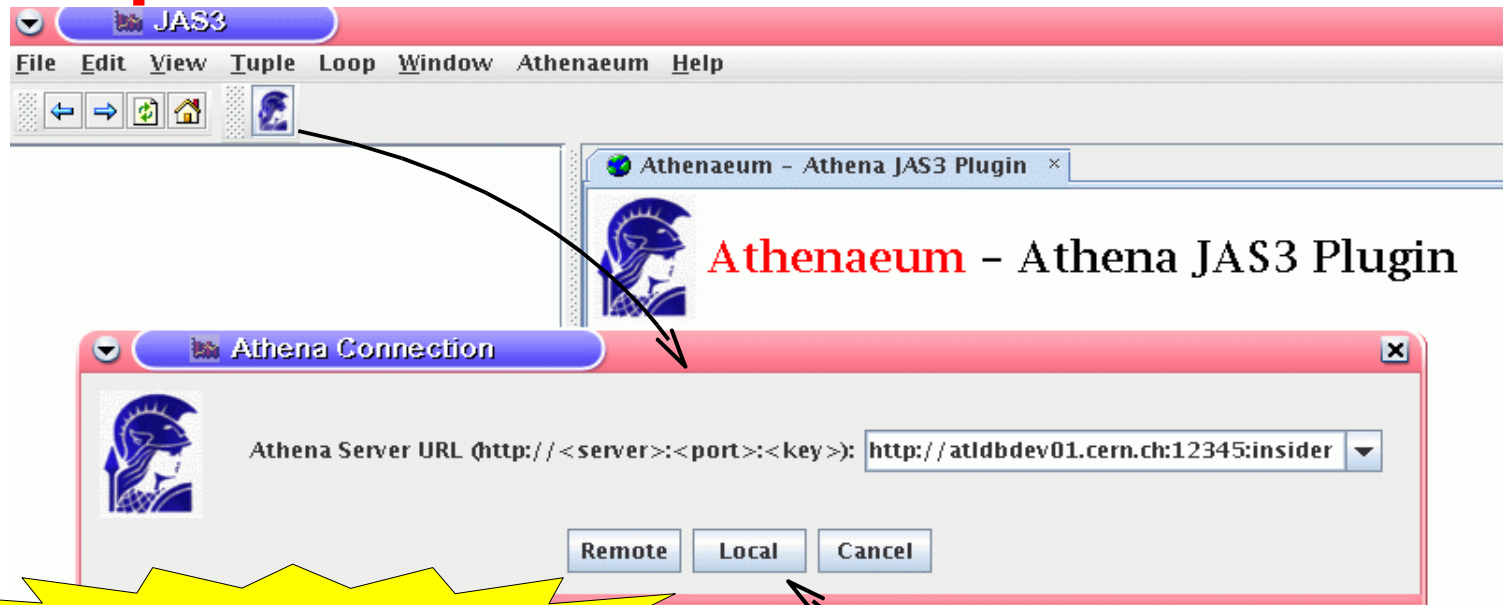 JAS3
File Edit View Tuple Loop Window Athenaeum Help
Athenaeum – Athena JAS3 Plugin ×
Athenaeum – Athena JAS3 Plugin
Athena Connection
Athena Server URL (http://<server>:<port>:<key>): http://atldbdev01.cern.ch:12345:insider
Remote Local Cancel